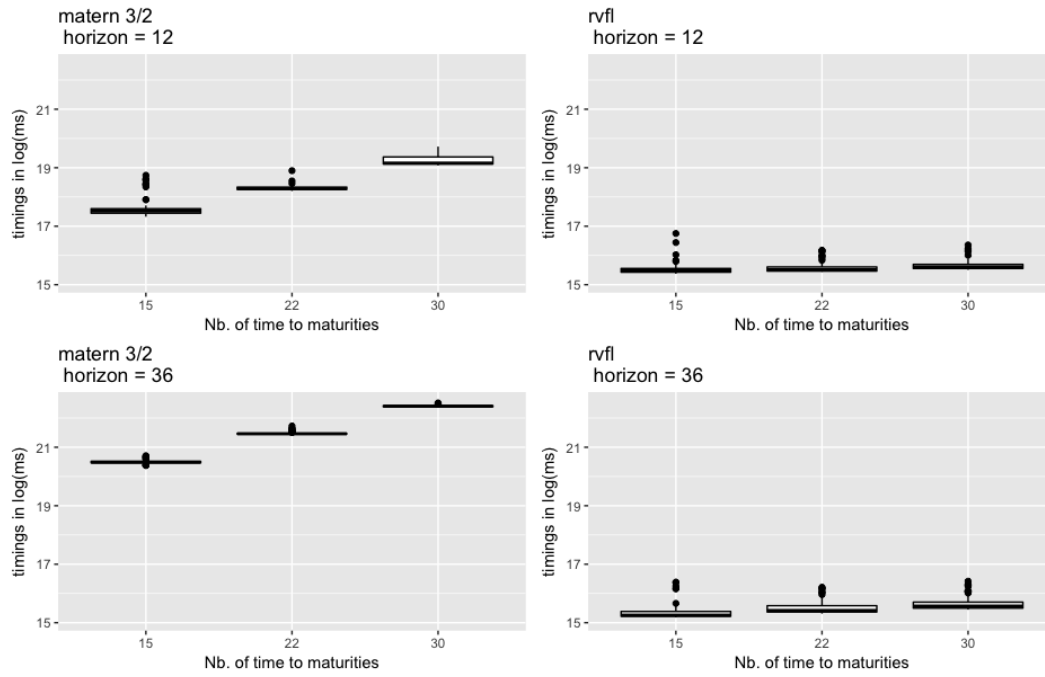 matern 3/2
horizon = 12
timings in log(ms)
21
19
17
15
15
22
30
Nb. of time to maturities
rvfl
horizon = 12
timings in log(ms)
21
19
17
15
15
22
30
Nb. of time to maturities
matern 3/2
horizon = 36
timings in log(ms)
21
19
17
15
15
22
30
Nb. of time to maturities
rvfl
horizon = 36
timings in log(ms)
21
19
17
15
15
22
30
Nb. of time to maturities